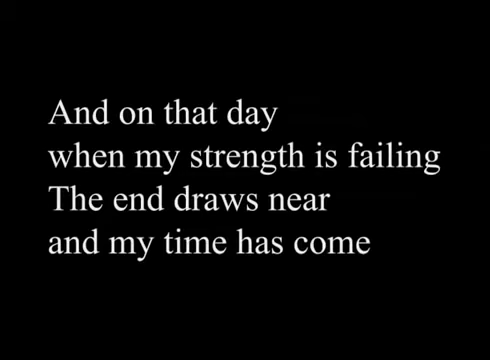 And on that day
when my strength is failing
The end draws near
and my time has come